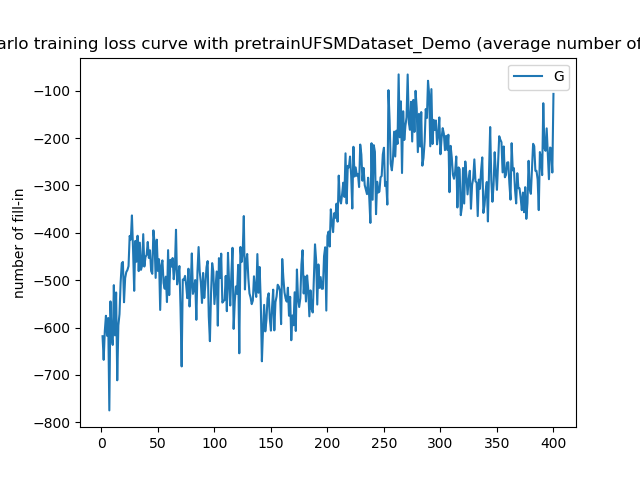 arlo training loss curve with pretrainUFSMDataset_Demo (average number of
G
number of fill-in
−100
−200
−300
−400
−500
−600
−700
−800
0 50 100 150 200 250 300 350 400